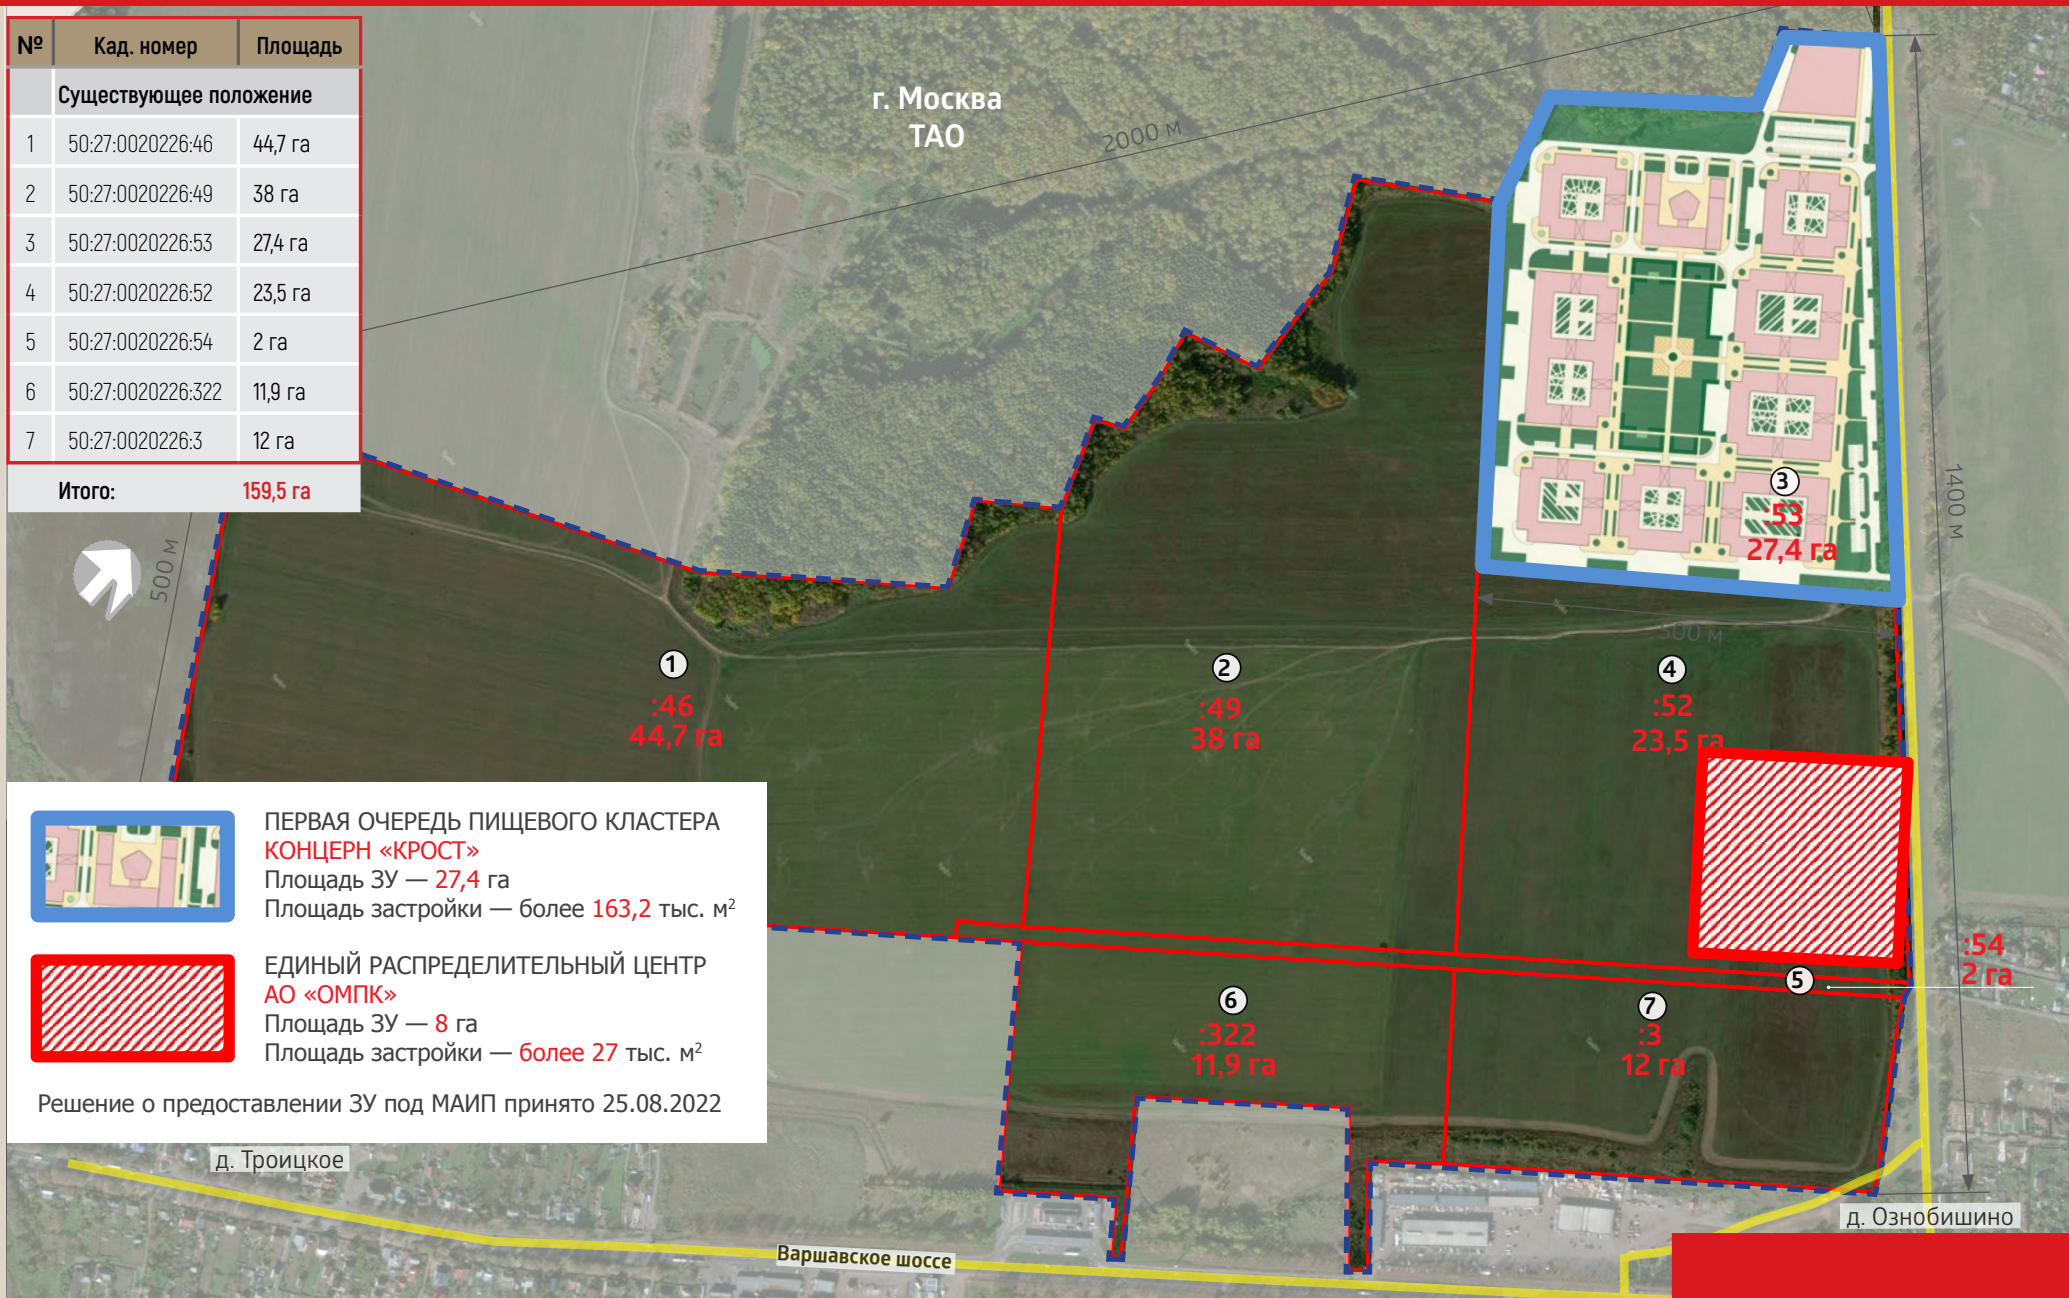 № Кад. номер Площадь
Существующее положение
1 50:27:0020226:46 44,7 га
2 50:27:0020226:49 38 га
3 50:27:0020226:53 27,4 га
4 50:27:0020226:52 23,5 га
5 50:27:0020226:54 2 га
6 50:27:0020226:322 11,9 га
7 50:27:0020226:3 12 га
Итого: 159,5 га
г. Москва
ТАО
2000 м
500 м
1400 м
500 м
3
:53
27,4 га
1
:46
44,7 га
2
:49
38 га
4
:52
23,5 га
5
:54
2 га
6
:322
11,9 га
7
:3
12 га
ПЕРВАЯ ОЧЕРЕДЬ ПИЩЕВОГО КЛАСТЕРА
КОНЦЕРН «КРОСТ»
Площадь ЗУ — 27,4 га
Площадь застройки — более 163,2 тыс. м²
ЕДИНЫЙ РАСПРЕДЕЛИТЕЛЬНЫЙ ЦЕНТР
АО «ОМПК»
Площадь ЗУ — 8 га
Площадь застройки — более 27 тыс. м²
Решение о предоставлении ЗУ под МАИП принято 25.08.2022
д. Троицкое
Варшавское шоссе
д. Ознобишино